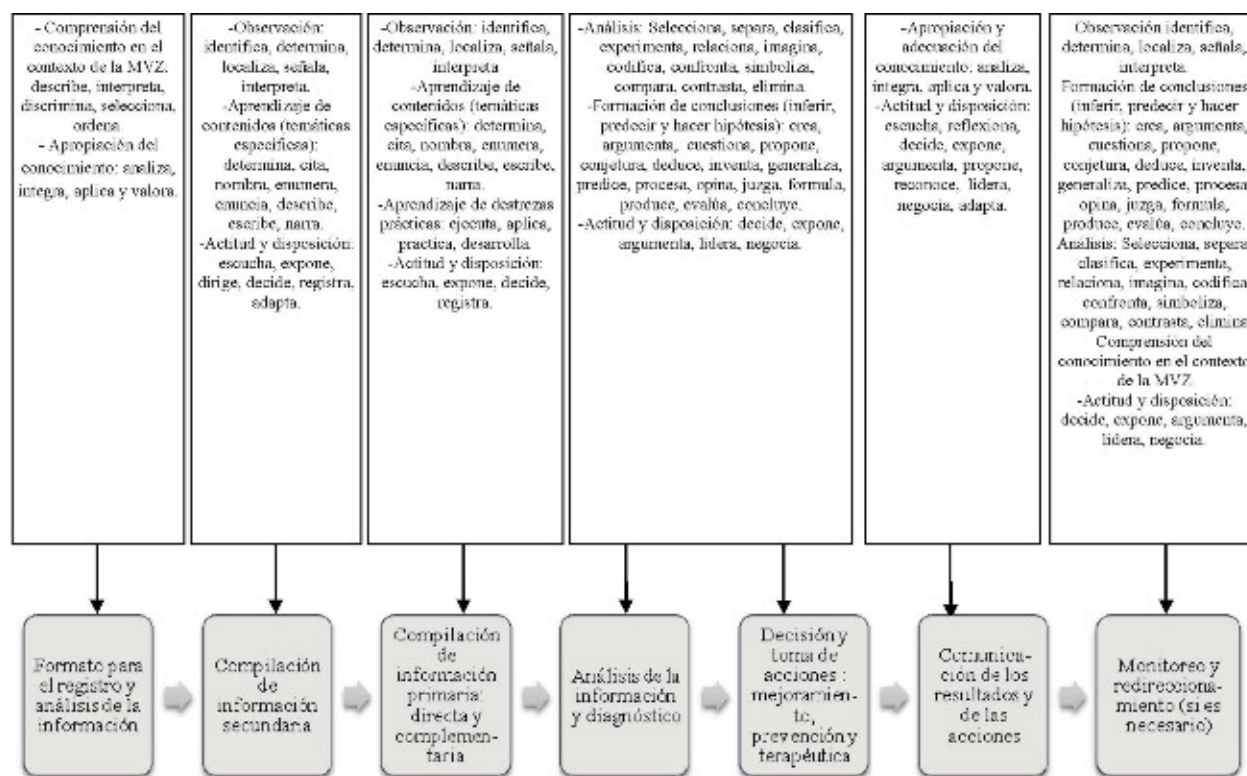 - Comprensión del
conocimiento en el
contexto de la MVZ:
describe, interpreta,
discrimina, selecciona,
ordena.
- Apropiación del
conocimiento: analiza,
integra, aplica y valora.
-Observación:
identifica, determina,
localiza, señala,
interpreta.
-Aprendizaje de
contenidos (temáticas
específicas):
determina, cita,
nombra, enumera,
enuncia, describe,
escribe, narra.
-Actitud y disposición:
escucha, expone,
dirige, decide, registra,
adapta.
-Observación: identifica,
determina, localiza, señala,
interpreta
-Aprendizaje de
contenidos (temáticas
específicas): determina,
cita, nombra, enumera,
enuncia, describe, escribe,
narra.
-Aprendizaje de destrezas
prácticas: ejecuta, aplica,
practica, desarrolla.
-Actitud y disposición:
escucha, expone, decide,
registra.
-Análisis: Selecciona, separa, clasifica,
experimenta, relaciona, imagina,
codifica, confronta, simboliza,
compara, contrasta, elimina.
-Formación de conclusiones (inferir,
predecir y hacer hipótesis): crea,
argumenta, cuestiona, propone,
conjetura, deduce, inventa, generaliza,
predice, procesa, opina, juzga, formula,
produce, evalúa, concluye.
-Actitud y disposición: decide, expone,
argumenta, lidera, negocia.
-Apropiación y
adecuación del
conocimiento: analiza,
integra, aplica y valora.
-Actitud y disposición:
escucha, reflexiona,
decide, expone,
argumenta, propone,
reconoce, lidera,
negocia, adapta.
Observación identifica,
determina, localiza, señala,
interpreta.
Formación de conclusiones
(inferir, predecir y hacer
hipótesis): crea, argumenta,
cuestiona, propone,
conjetura, deduce, inventa,
generaliza, predice, procesa
opina, juzga, formula,
produce, evalúa, concluye.
Análisis: Selecciona, separa
clasifica, experimenta,
relaciona, imagina, codifica
confronta, simboliza,
compara, contrasta, elimina
Comprensión del
conocimiento en el contexto
de la MVZ
-Actitud y disposición:
decide, expone, argumenta,
lidera, negocia.
Formato para
el registro y
análisis de la
información
Compilación
de
información
secundaria
Compilación
de
información
primaria:
directa y
complemen-
taria
Análisis de la
información
y diagnóstico
Decisión y
toma de
acciones :
mejoramien-
to,
prevención y
terapéutica
Comunica-
ción de los
resultados y
de las
acciones
Monitoreo y
redirecciona-
miento (si es
necesario)